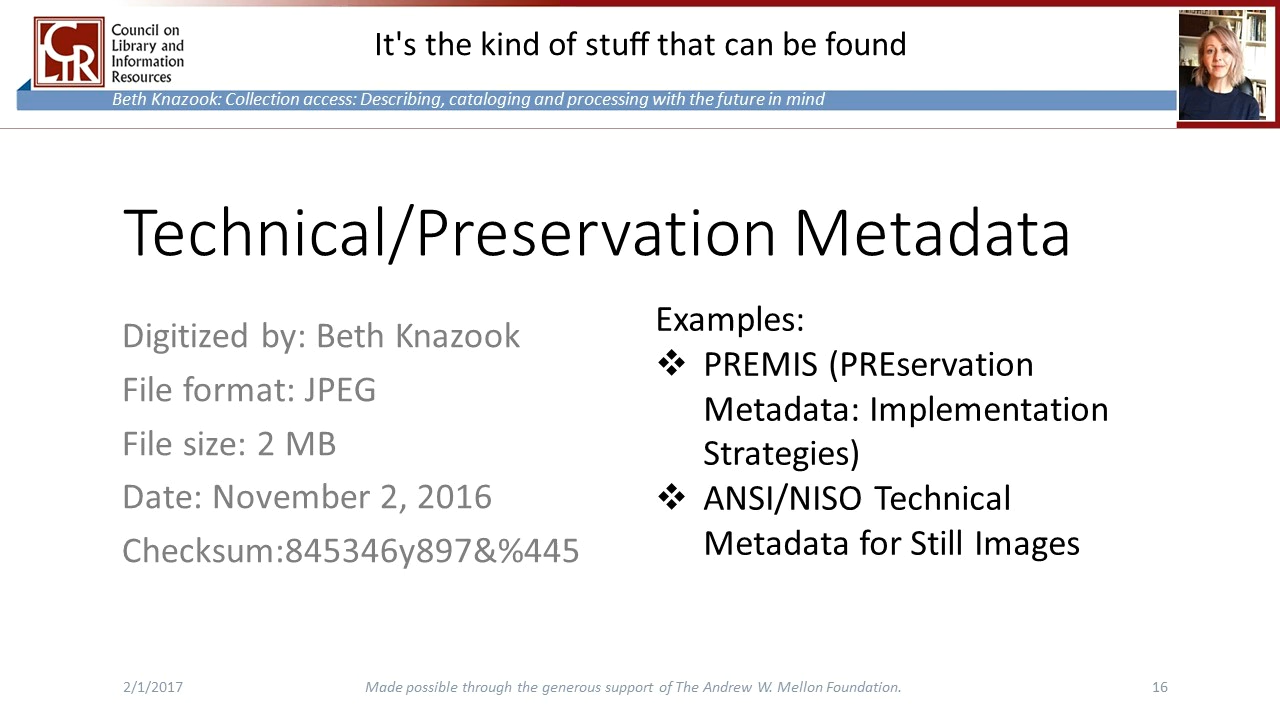 CLIR
Council on
Library and
Information
Resources
It's the kind of stuff that can be found
Beth Knazook: Collection access: Describing, cataloging and processing with the future in mind
Technical/Preservation Metadata
Digitized by: Beth Knazook
File format: JPEG
File size: 2 MB
Date: November 2, 2016
Checksum:845346y897&%445
Examples:
❖ PREMIS (PREservation
Metadata: Implementation
Strategies)
❖ ANSI/NISO Technical
Metadata for Still Images
2/1/2017
Made possible through the generous support of The Andrew W. Mellon Foundation.
16